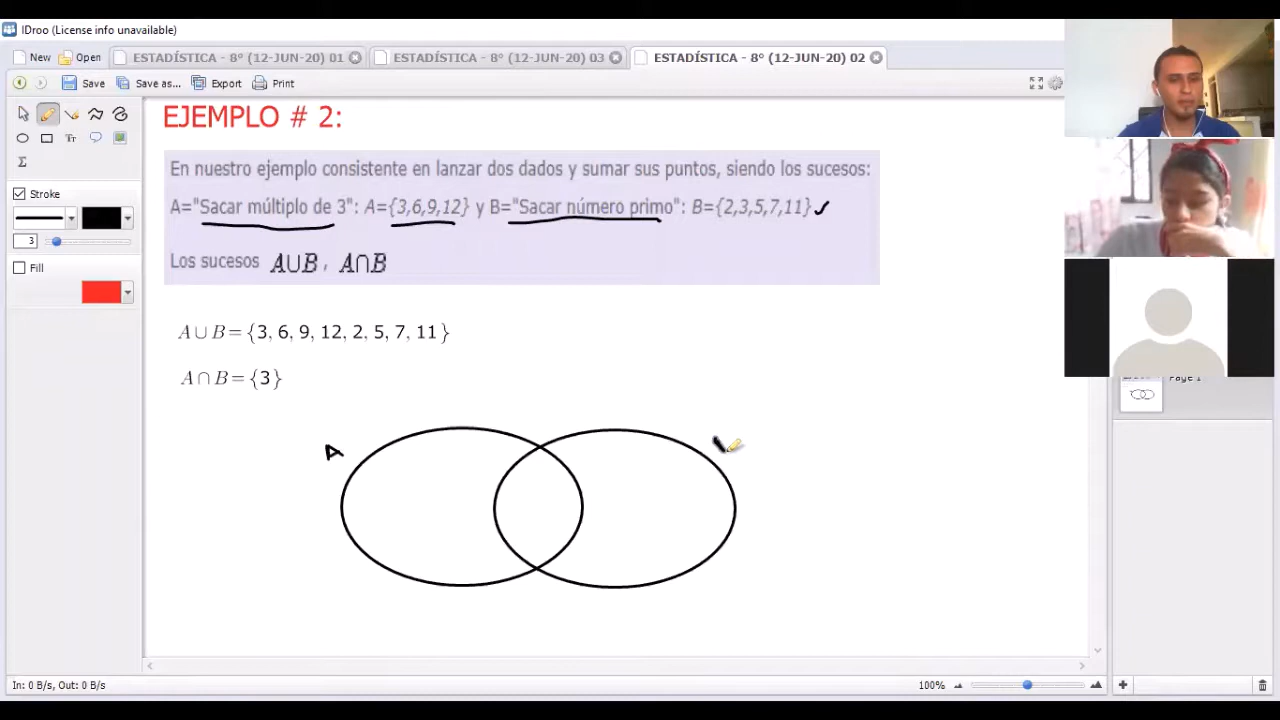 IDroo (License info unavailable)
New Open ESTADÍSTICA - 8º (12-JUN-20) 01 ESTADÍSTICA - 8º (12-JUN-20) 03 ESTADÍSTICA - 8º (12-JUN-20) 02
Save Save as... Export Print
EJEMPLO # 2:
En nuestro ejemplo consistente en lanzar dos dados y sumar sus puntos, siendo los sucesos:
A="Sacar múltiplo de 3": A={3,6,9,12} y B="Sacar número primo": B={2,3,5,7,11}
Los sucesos A∪B , A∩B
Tr
Σ
Stroke
3
Fill
A ∪ B = {3, 6, 9, 12, 2, 5, 7, 11 }
A ∩ B = {3}
A
In: 0 B/s, Out: 0 B/s
100%